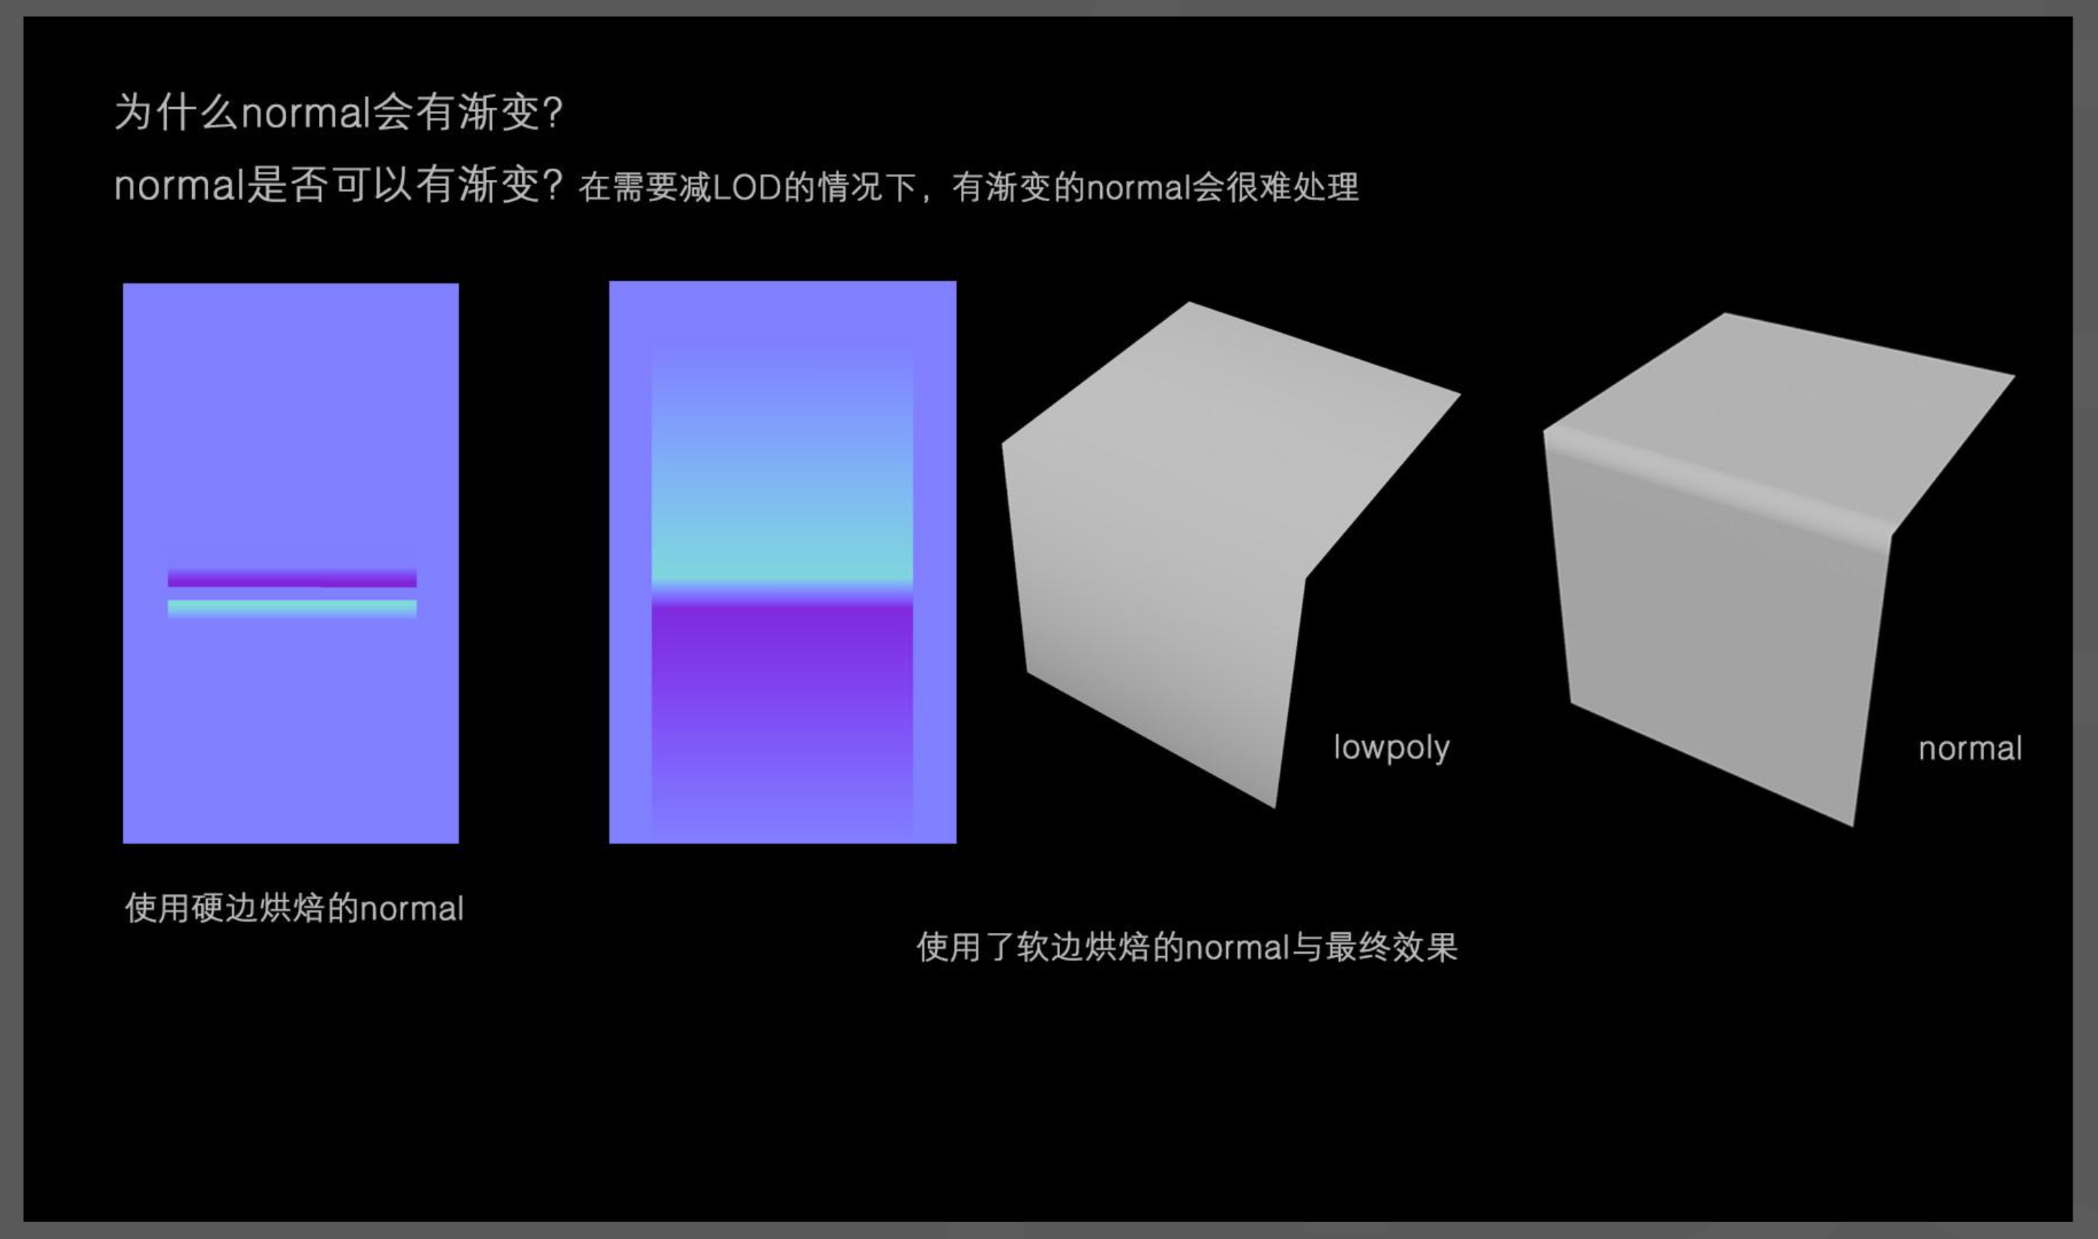 为什么normal会有渐变?
normal是否可以有渐变? 在需要减LOD的情况下，有渐变的normal会很难处理
lowpoly
normal
使用硬边烘焙的normal
使用了软边烘焙的normal与最终效果